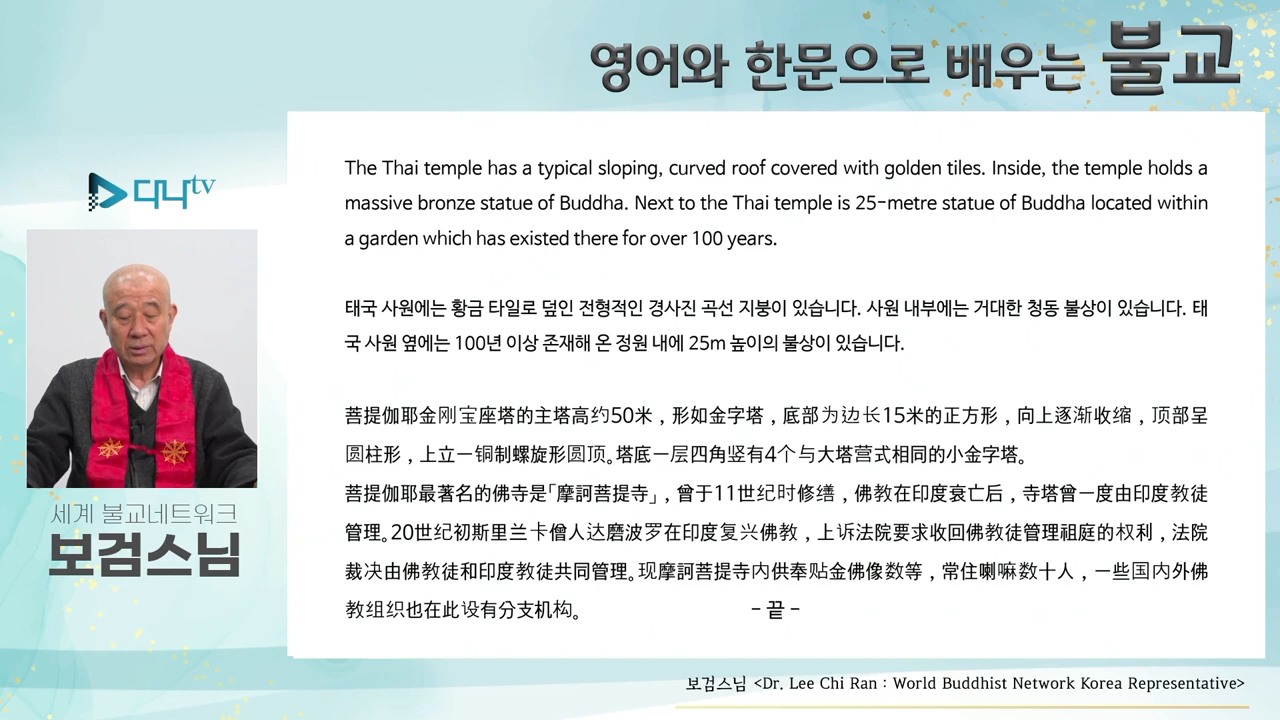 영어와 한문으로 배우는 불교
The Thai temple has a typical sloping, curved roof covered with golden tiles. Inside, the temple holds a
massive bronze statue of Buddha. Next to the Thai temple is 25-metre statue of Buddha located within
a garden which has existed there for over 100 years.
태국 사원에는 황금 타일로 덮인 전형적인 경사진 곡선 지붕이 있습니다. 사원 내부에는 거대한 청동 불상이 있습니다. 태
국 사원 옆에는 100년 이상 존재해 온 정원 내에 25m 높이의 불상이 있습니다.
菩提伽耶金刚宝座塔的主塔高约50米，形如金字塔，底部为边长15米的正方形，向上逐渐收缩，顶部呈
圆柱形，上立一铜制螺旋形圆顶。塔底一层四角竖有4个与大塔营式相同的小金字塔。
菩提伽耶最著名的佛寺是「摩訶菩提寺」，曾于11世纪时修缮，佛教在印度衰亡后，寺塔曾一度由印度教徒
管理。20世纪初斯里兰卡僧人达磨波罗在印度复兴佛教，上诉法院要求收回佛教徒管理祖庭的权利，法院
裁决由佛教徒和印度教徒共同管理。现摩訶菩提寺内供奉贴金佛像数等，常住喇嘛数十人，一些国内外佛
教组织也在此设有分支机构。 – 끝 –
디나tv
세계 불교네트워크
보검스님
보검스님 <Dr. Lee Chi Ran : World Buddhist Network Korea Representative>